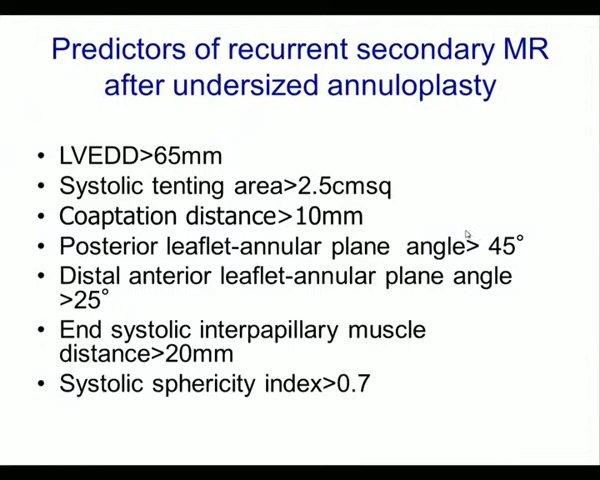 Predictors of recurrent secondary MR
after undersized annuloplasty
• LVEDD>65mm
• Systolic tenting area>2.5cmsq
• Coaptation distance>10mm
• Posterior leaflet-annular plane angle> 45°
• Distal anterior leaflet-annular plane angle
>25°
• End systolic interpapillary muscle
distance>20mm
• Systolic sphericity index>0.7